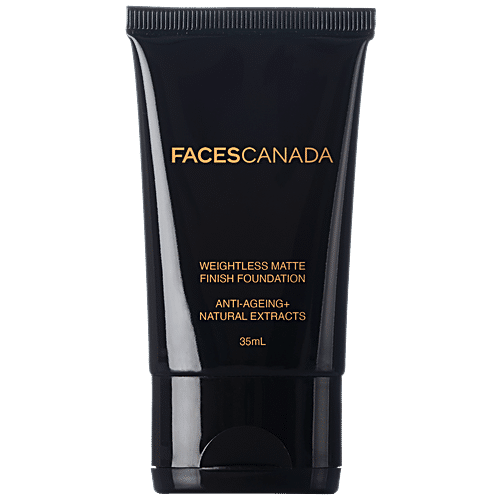 FACESCANADA
WEIGHTLESS MATTE
FINISH FOUNDATION
ANTI-AGEING+
NATURAL EXTRACTS
35mL